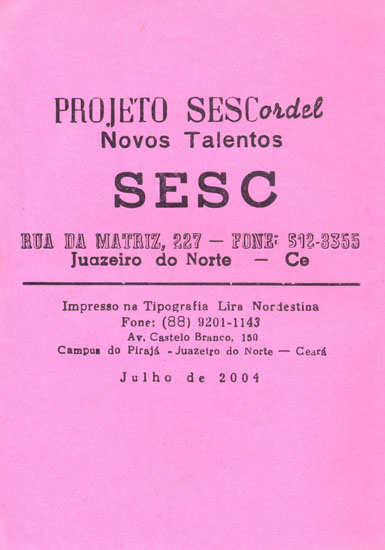 PROJETO SESCordel
Novos Talentos
SESC
RUA DA MATRIZ, 227 — FONE: 512-3355
Juazeiro do Norte — Ce
Impresso na Tipografia Lira Nordestina
Fone: (88) 9201-1143
Av. Castelo Branco, 150
Campus do Pirajá - Juazeiro do Norte — Ceará
Julho de 2004